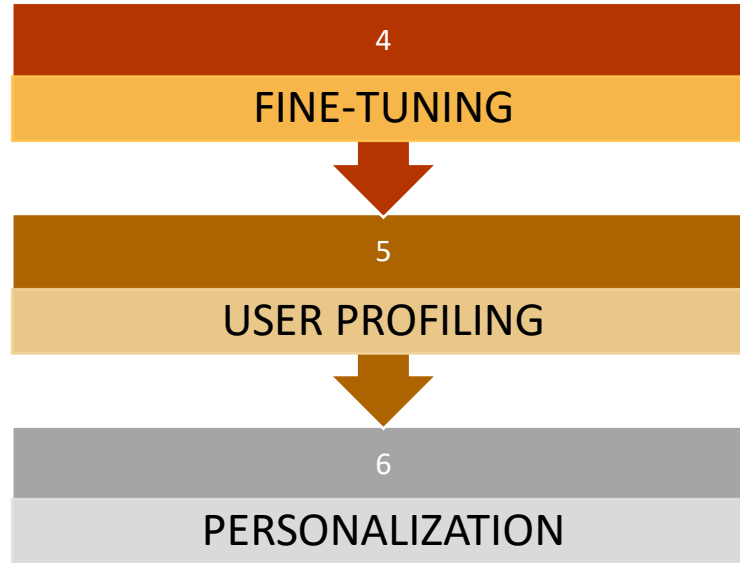 4
FINE-TUNING
5
USER PROFILING
6
PERSONALIZATION